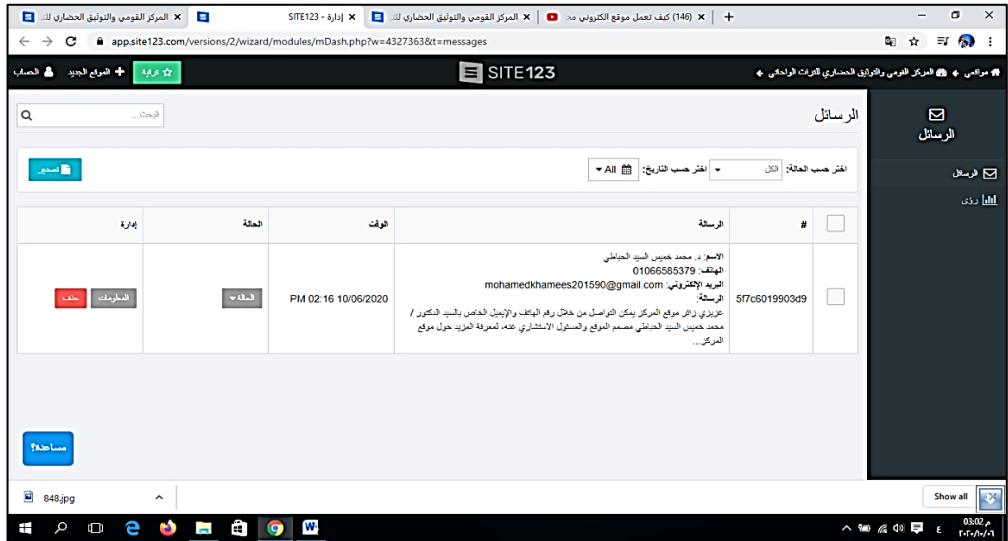 المركز القومي والتوثيق الحضاري للت
SITE123 - إدارة
المركز القومي والتوثيق الحضاري للت
(146) كيف تعمل موقع الكتروني مج
app.site123.com/versions/2/wizard/modules/mDash.php?w=4327363&t=messages
مواقعي
المركز القومي والتوثيق الحضاري للتراث الواحاتي
SITE123
ترقية
الموقع الجديد
الحساب
الرسائل
الرسائل
رؤى
الرسائل
البحث...
اختر حسب الحالة: الكل
اختر حسب التاريخ: All
تصدير
# الرسالة الوقت الحالة إدارة
5f7c6019903d9
الاسم: د. محمد خميس السيد الحباطي
الهاتف: 01066585379
البريد الإلكتروني: mohamedkhamees201590@gmail.com
الرسالة:
عزيزي زائر موقع المركز يمكن التواصل من خلال رقم الهاتف والإيميل الخاص بالسيد الدكتور /
محمد خميس السيد الحباطي مصمم الموقع والمسئول الاستشاري عنه، لمعرفة المزيد حول موقع
المركز...
PM 02:16 10/06/2020
الحالة
المعلومات
حذف
مساعدة؟
848.jpg
Show all
03:02 م
٢٠٢٠/١٠/٠٦
ع